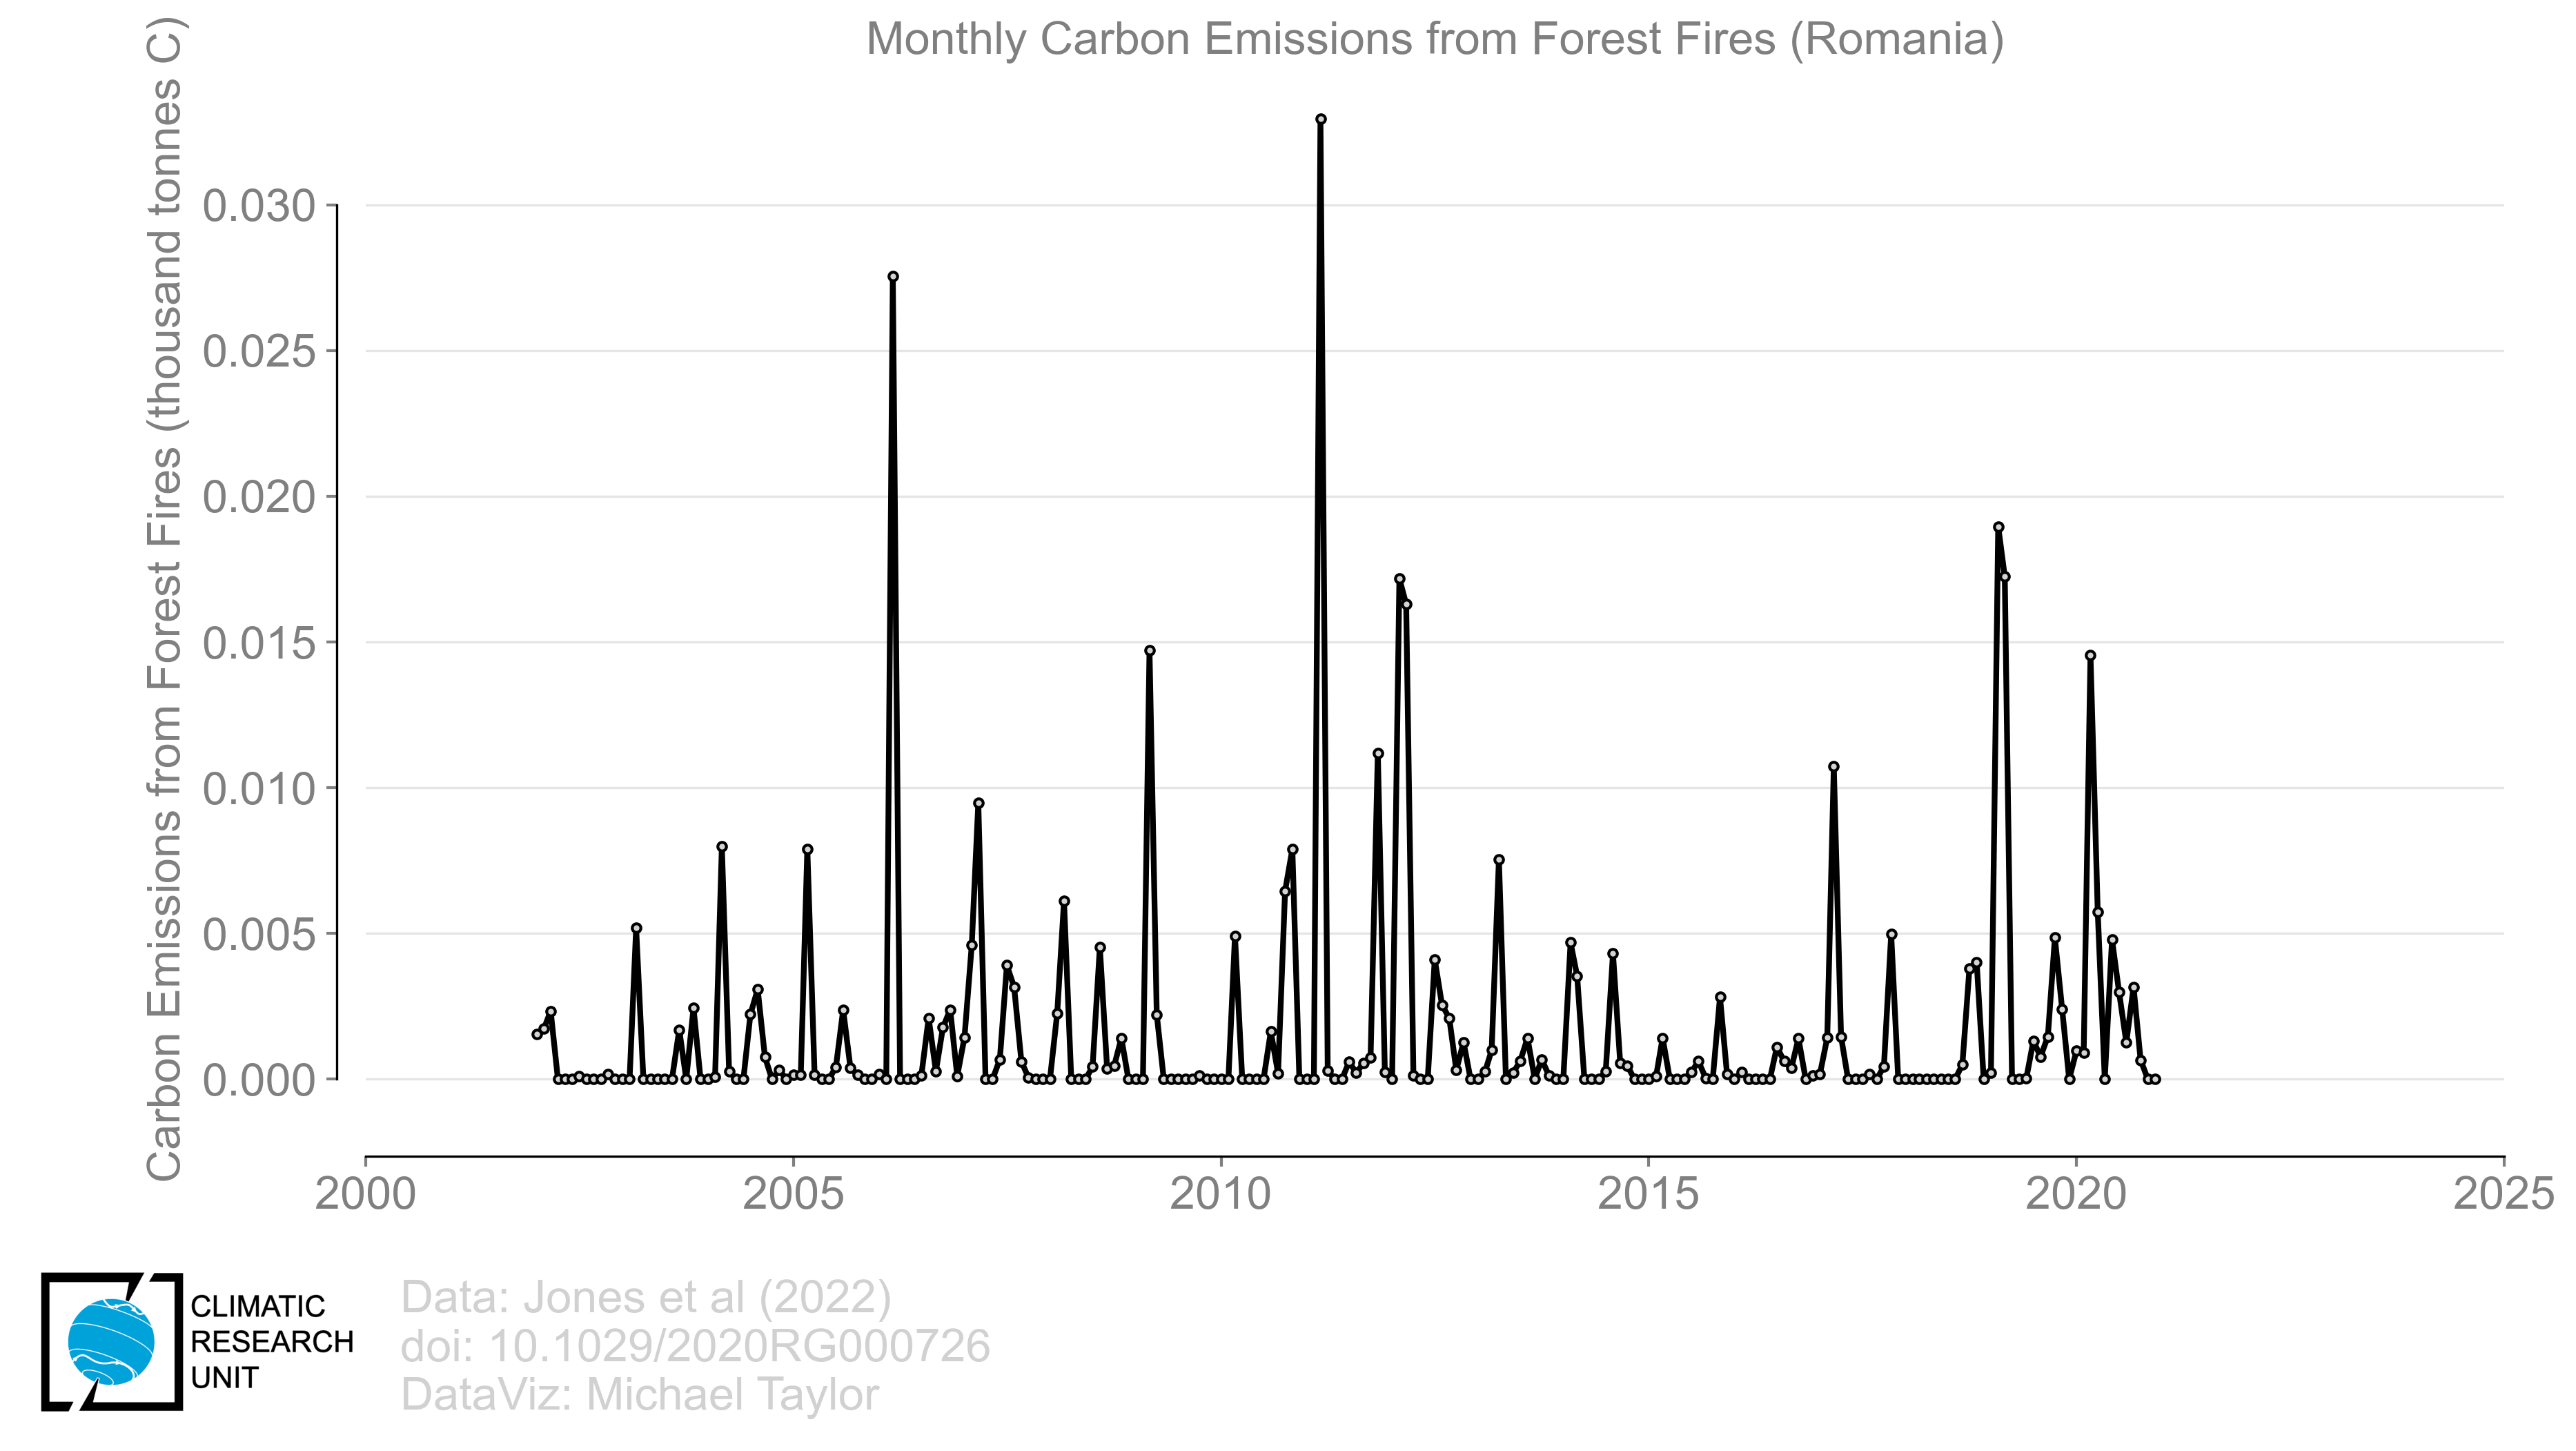 Monthly Carbon Emissions from Forest Fires (Romania)
Carbon Emissions from Forest Fires (thousand tonnes C)
0.030
0.025
0.020
0.015
0.010
0.005
0.000
2000
2005
2010
2015
2020
2025
CLIMATIC
RESEARCH
UNIT
Data: Jones et al (2022)
doi: 10.1029/2020RG000726
DataViz: Michael Taylor